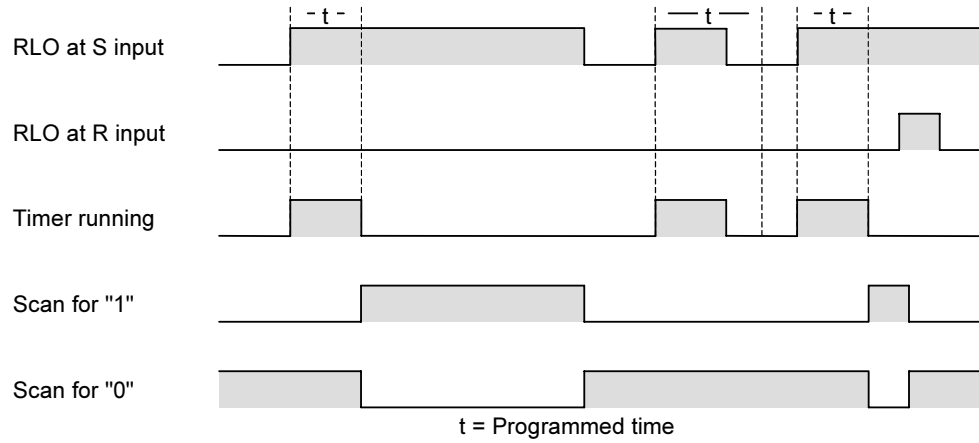 t t t
RLO at S input
RLO at R input
Timer running
Scan for "1"
Scan for "0"
t = Programmed time